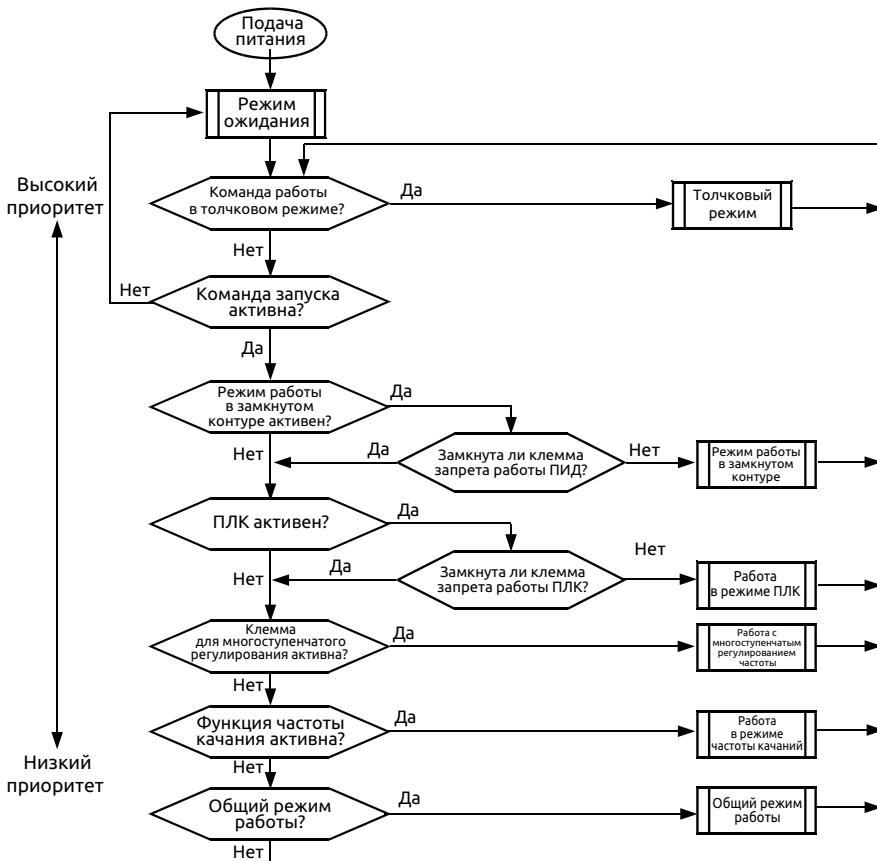 Подача
питания
Режим
ожидания
Высокий
приоритет
Команда работы
в толчковом режиме?
Да
Толчковый
режим
Нет
Нет
Команда запуска
активна?
Да
Режим работы
в замкнутом
контуре активен?
Да
Нет
Да
Замкнута ли клемма
запрета работы ПИД?
Нет
Режим работы
в замкнутом
контуре
ПЛК активен?
Да
Нет
Да
Замкнута ли клемма
запрета работы ПЛК?
Нет
Работа
в режиме ПЛК
Клемма
для многоступенчатого
регулирования активна?
Да
Работа с
многоступенчатым
регулированием
частоты
Нет
Функция частоты
качания активна?
Да
Работа
в режиме
частоты качаний
Низкий
приоритет
Нет
Общий режим
работы?
Да
Общий режим
работы
Нет